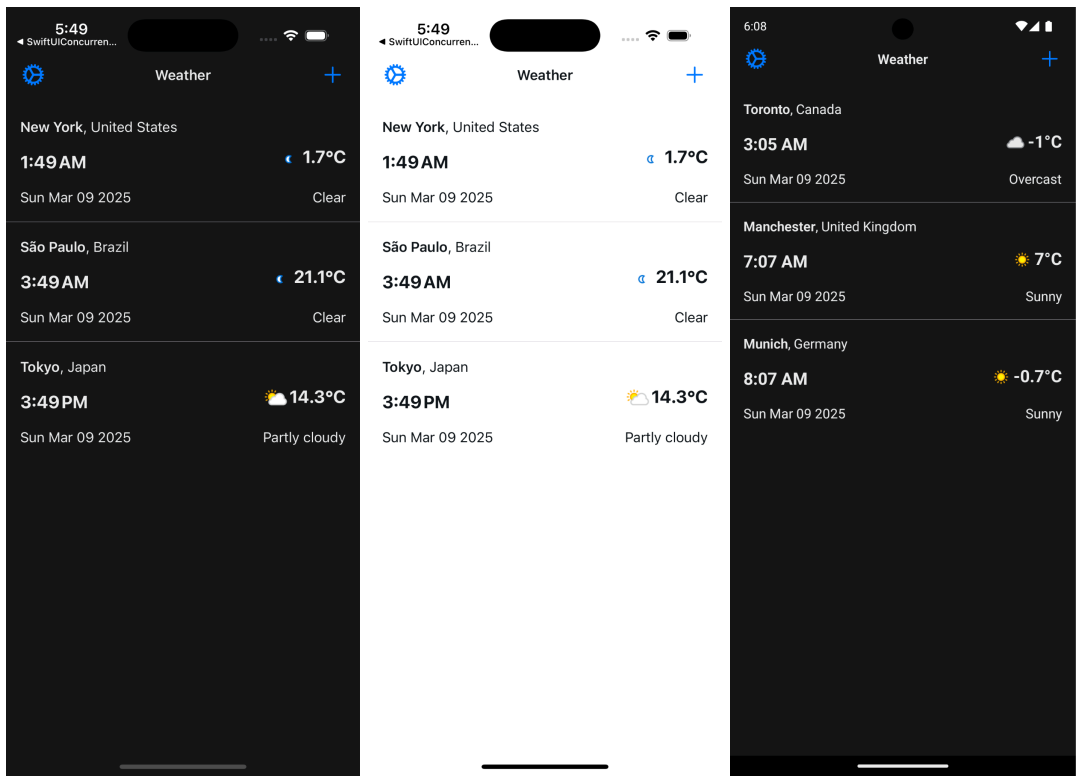 5:49
◀ SwiftUIConcurren...
Weather
New York, United States
1:49 AM
1.7°C
Sun Mar 09 2025
Clear
São Paulo, Brazil
3:49 AM
21.1°C
Sun Mar 09 2025
Clear
Tokyo, Japan
3:49 PM
14.3°C
Sun Mar 09 2025
Partly cloudy
5:49
◀ SwiftUIConcurren...
Weather
New York, United States
1:49 AM
1.7°C
Sun Mar 09 2025
Clear
São Paulo, Brazil
3:49 AM
21.1°C
Sun Mar 09 2025
Clear
Tokyo, Japan
3:49 PM
14.3°C
Sun Mar 09 2025
Partly cloudy
6:08
Weather
Toronto, Canada
3:05 AM
-1°C
Sun Mar 09 2025
Overcast
Manchester, United Kingdom
7:07 AM
7°C
Sun Mar 09 2025
Sunny
Munich, Germany
8:07 AM
-0.7°C
Sun Mar 09 2025
Sunny